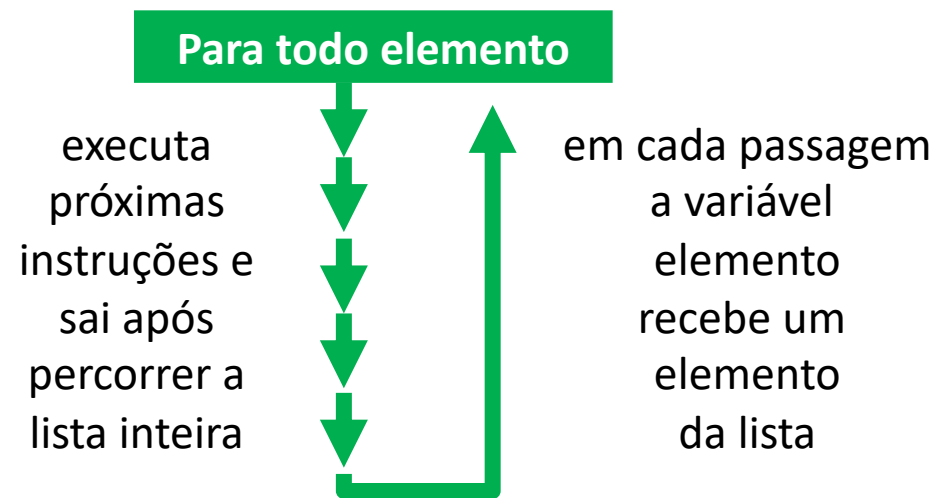 Para todo elemento
executa
próximas
instruções e
sai após
percorrer a
lista inteira
em cada passagem
a variável
elemento
recebe um
elemento
da lista